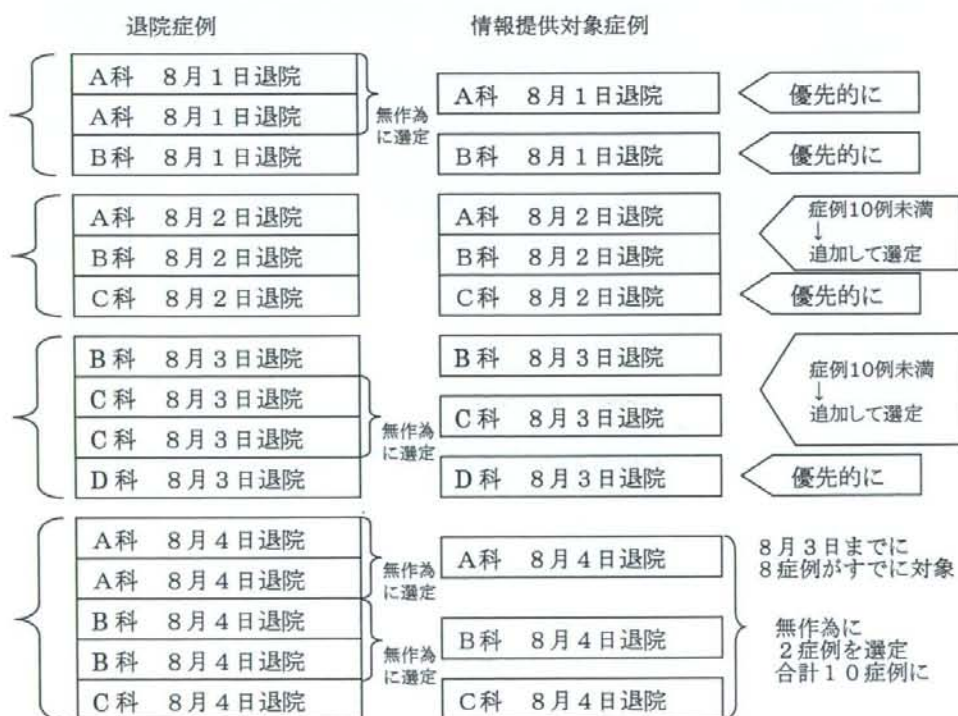 退院症例
情報提供対象症例
A科 8月1日退院
A科 8月1日退院
B科 8月1日退院
無作為
に選定
A科 8月1日退院
優先的に
B科 8月1日退院
優先的に
A科 8月2日退院
B科 8月2日退院
C科 8月2日退院
A科 8月2日退院
B科 8月2日退院
C科 8月2日退院
症例10例未満
↓
追加して選定
優先的に
B科 8月3日退院
C科 8月3日退院
C科 8月3日退院
D科 8月3日退院
無作為
に選定
B科 8月3日退院
C科 8月3日退院
D科 8月3日退院
症例10例未満
↓
追加して選定
優先的に
A科 8月4日退院
A科 8月4日退院
B科 8月4日退院
B科 8月4日退院
C科 8月4日退院
無作為
に選定
無作為
に選定
A科 8月4日退院
B科 8月4日退院
C科 8月4日退院
8月3日までに
8症例がすでに対象
無作為に
2症例を選定
合計10症例に